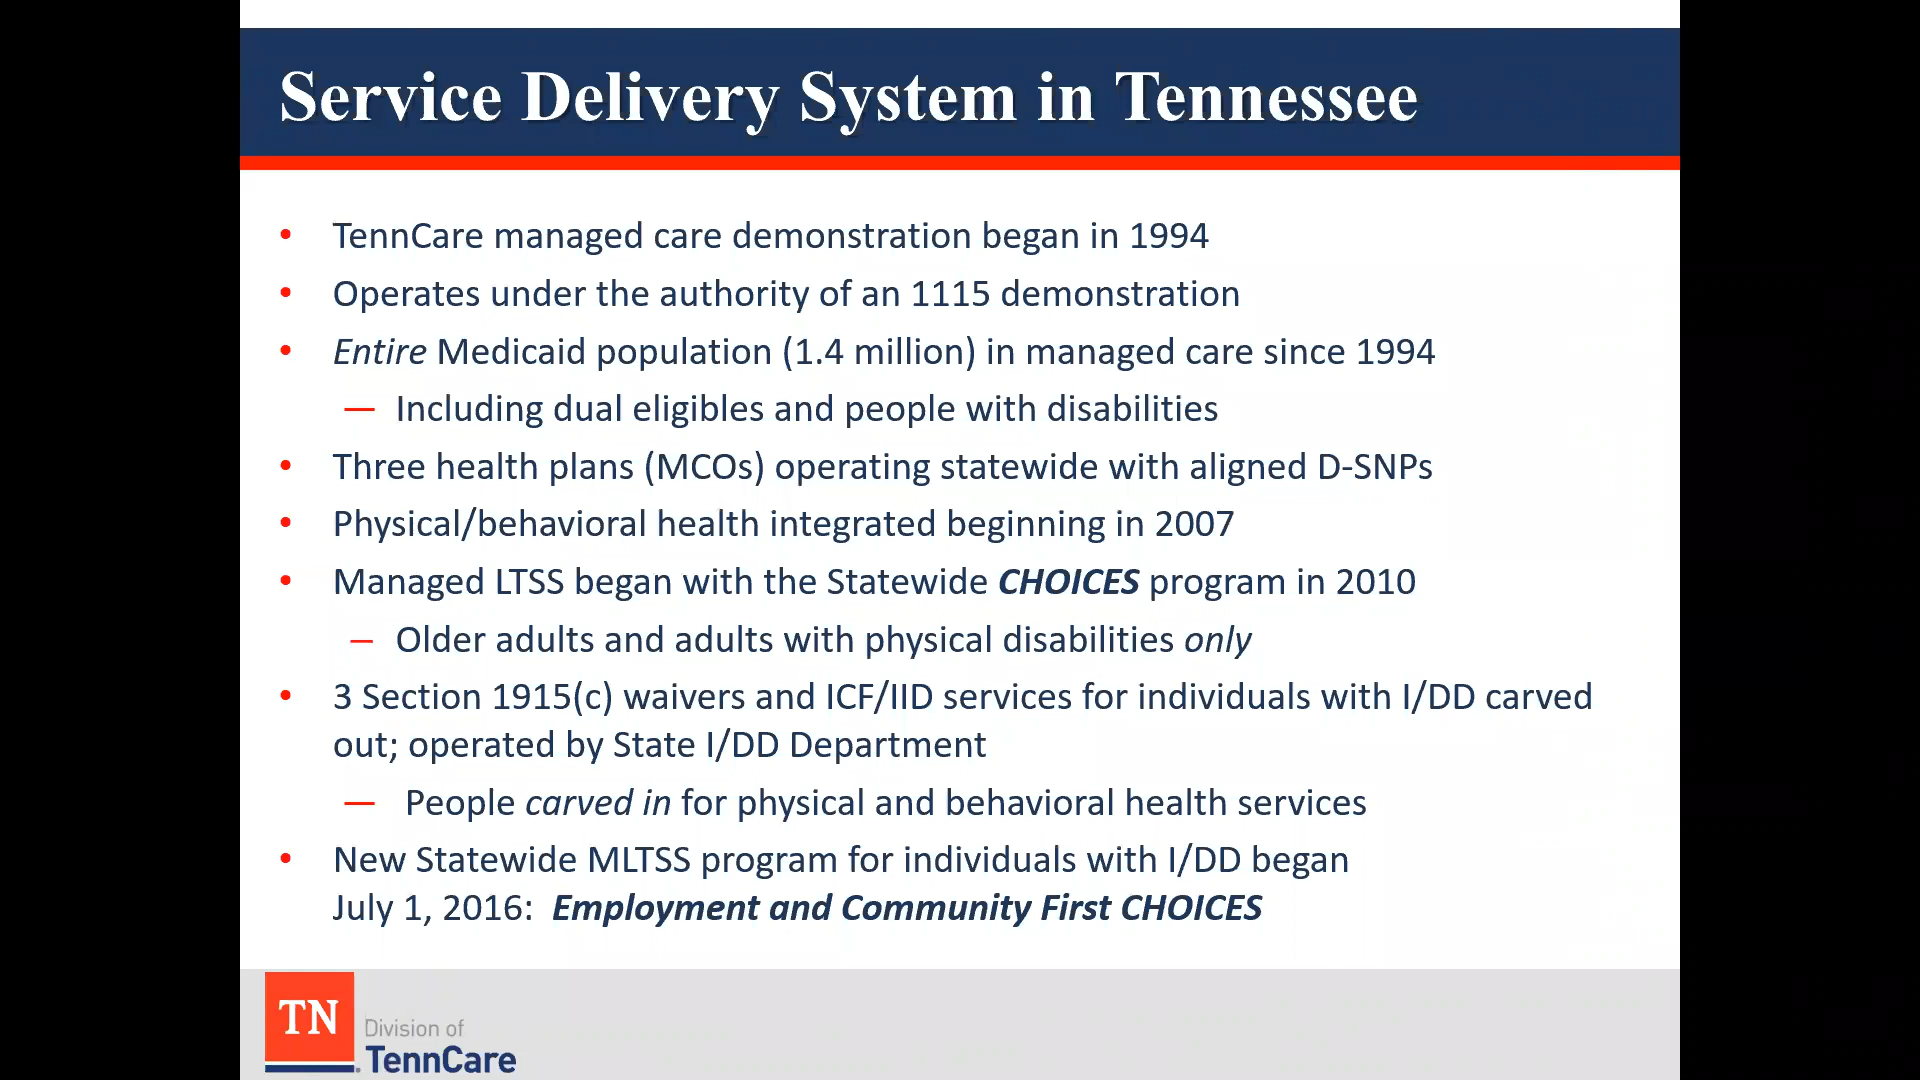 Service Delivery System in Tennessee
• TennCare managed care demonstration began in 1994
• Operates under the authority of an 1115 demonstration
• Entire Medicaid population (1.4 million) in managed care since 1994
— Including dual eligibles and people with disabilities
• Three health plans (MCOs) operating statewide with aligned D-SNPs
• Physical/behavioral health integrated beginning in 2007
• Managed LTSS began with the Statewide CHOICES program in 2010
– Older adults and adults with physical disabilities only
• 3 Section 1915(c) waivers and ICF/IID services for individuals with I/DD carved
out; operated by State I/DD Department
— People carved in for physical and behavioral health services
• New Statewide MLTSS program for individuals with I/DD began
July 1, 2016: Employment and Community First CHOICES
TN
Division of
TennCare